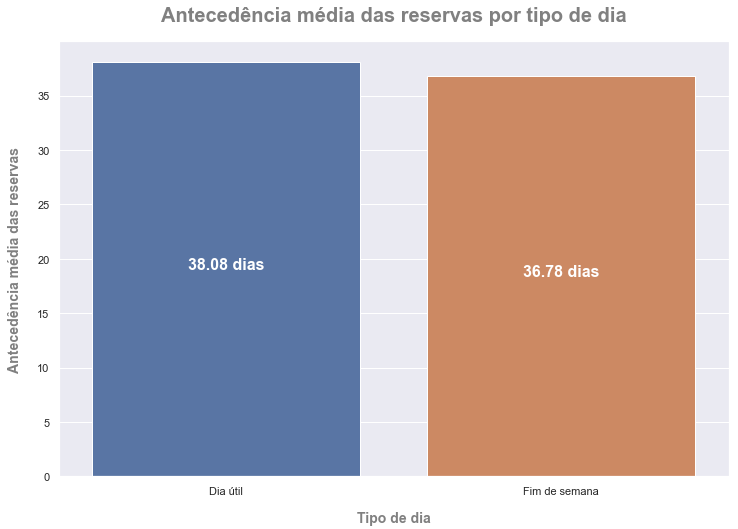 Antecedência média das reservas por tipo de dia
Antecedência média das reservas
35
30
25
20
15
10
5
0
38.08 dias
36.78 dias
Dia útil
Fim de semana
Tipo de dia